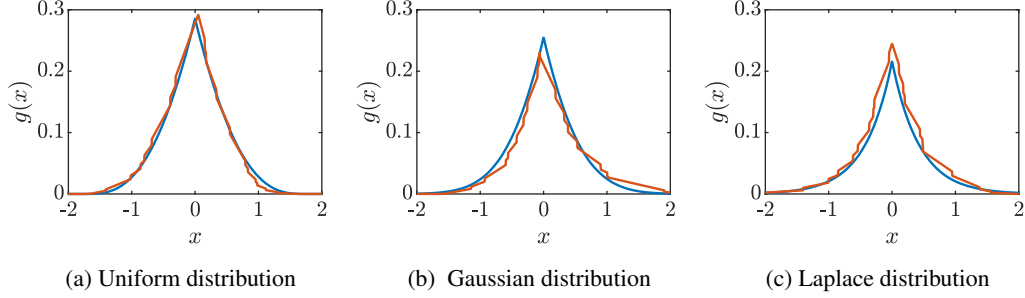 0.3
0.2
0.1
0
g(x)
-2 -1 0 1 2
x
(a) Uniform distribution
0.3
0.2
0.1
0
g(x)
-2 -1 0 1 2
x
(b) Gaussian distribution
0.3
0.2
0.1
0
g(x)
-2 -1 0 1 2
x
(c) Laplace distribution